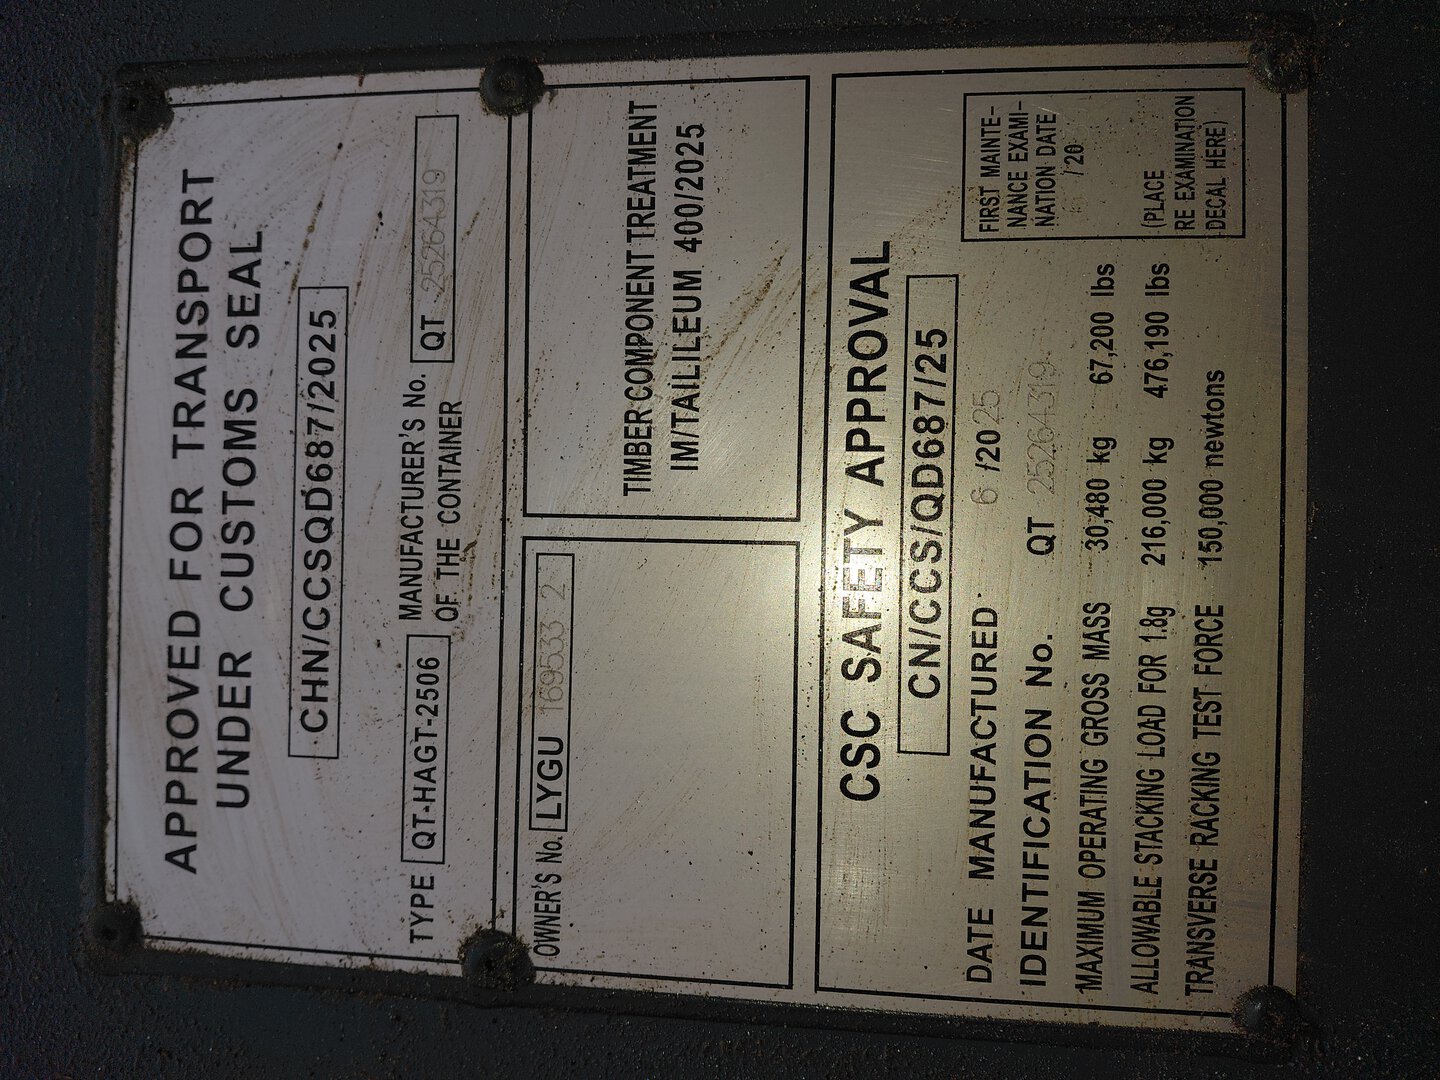 APPROVED FOR TRANSPORT
UNDER CUSTOMS SEAL
CHN/CCSQD687/2025
TYPE QT-HAGT-2506
MANUFACTURER'S No. QT 25264319
OF THE CONTAINER
OWNER'S No. LYGU 169533 2
TIMBER COMPONENT TREATMENT
IM/TAILILEUM 400/2025
CSC SAFETY APPROVAL
CN/CCS/QD687/25
DATE MANUFACTURED 6 /2025
IDENTIFICATION No. QT 25264319
MAXIMUM OPERATING GROSS MASS 30,480 kg 67,200 lbs
ALLOWABLE STACKING LOAD FOR 1.8g 216,000 kg 476,190 lbs
TRANSVERSE RACKING TEST FORCE 150,000 newtons
FIRST MAINTE-
NANCE EXAMI-
NATION DATE
/20
(PLACE
RE EXAMINATION
DECAL HERE)